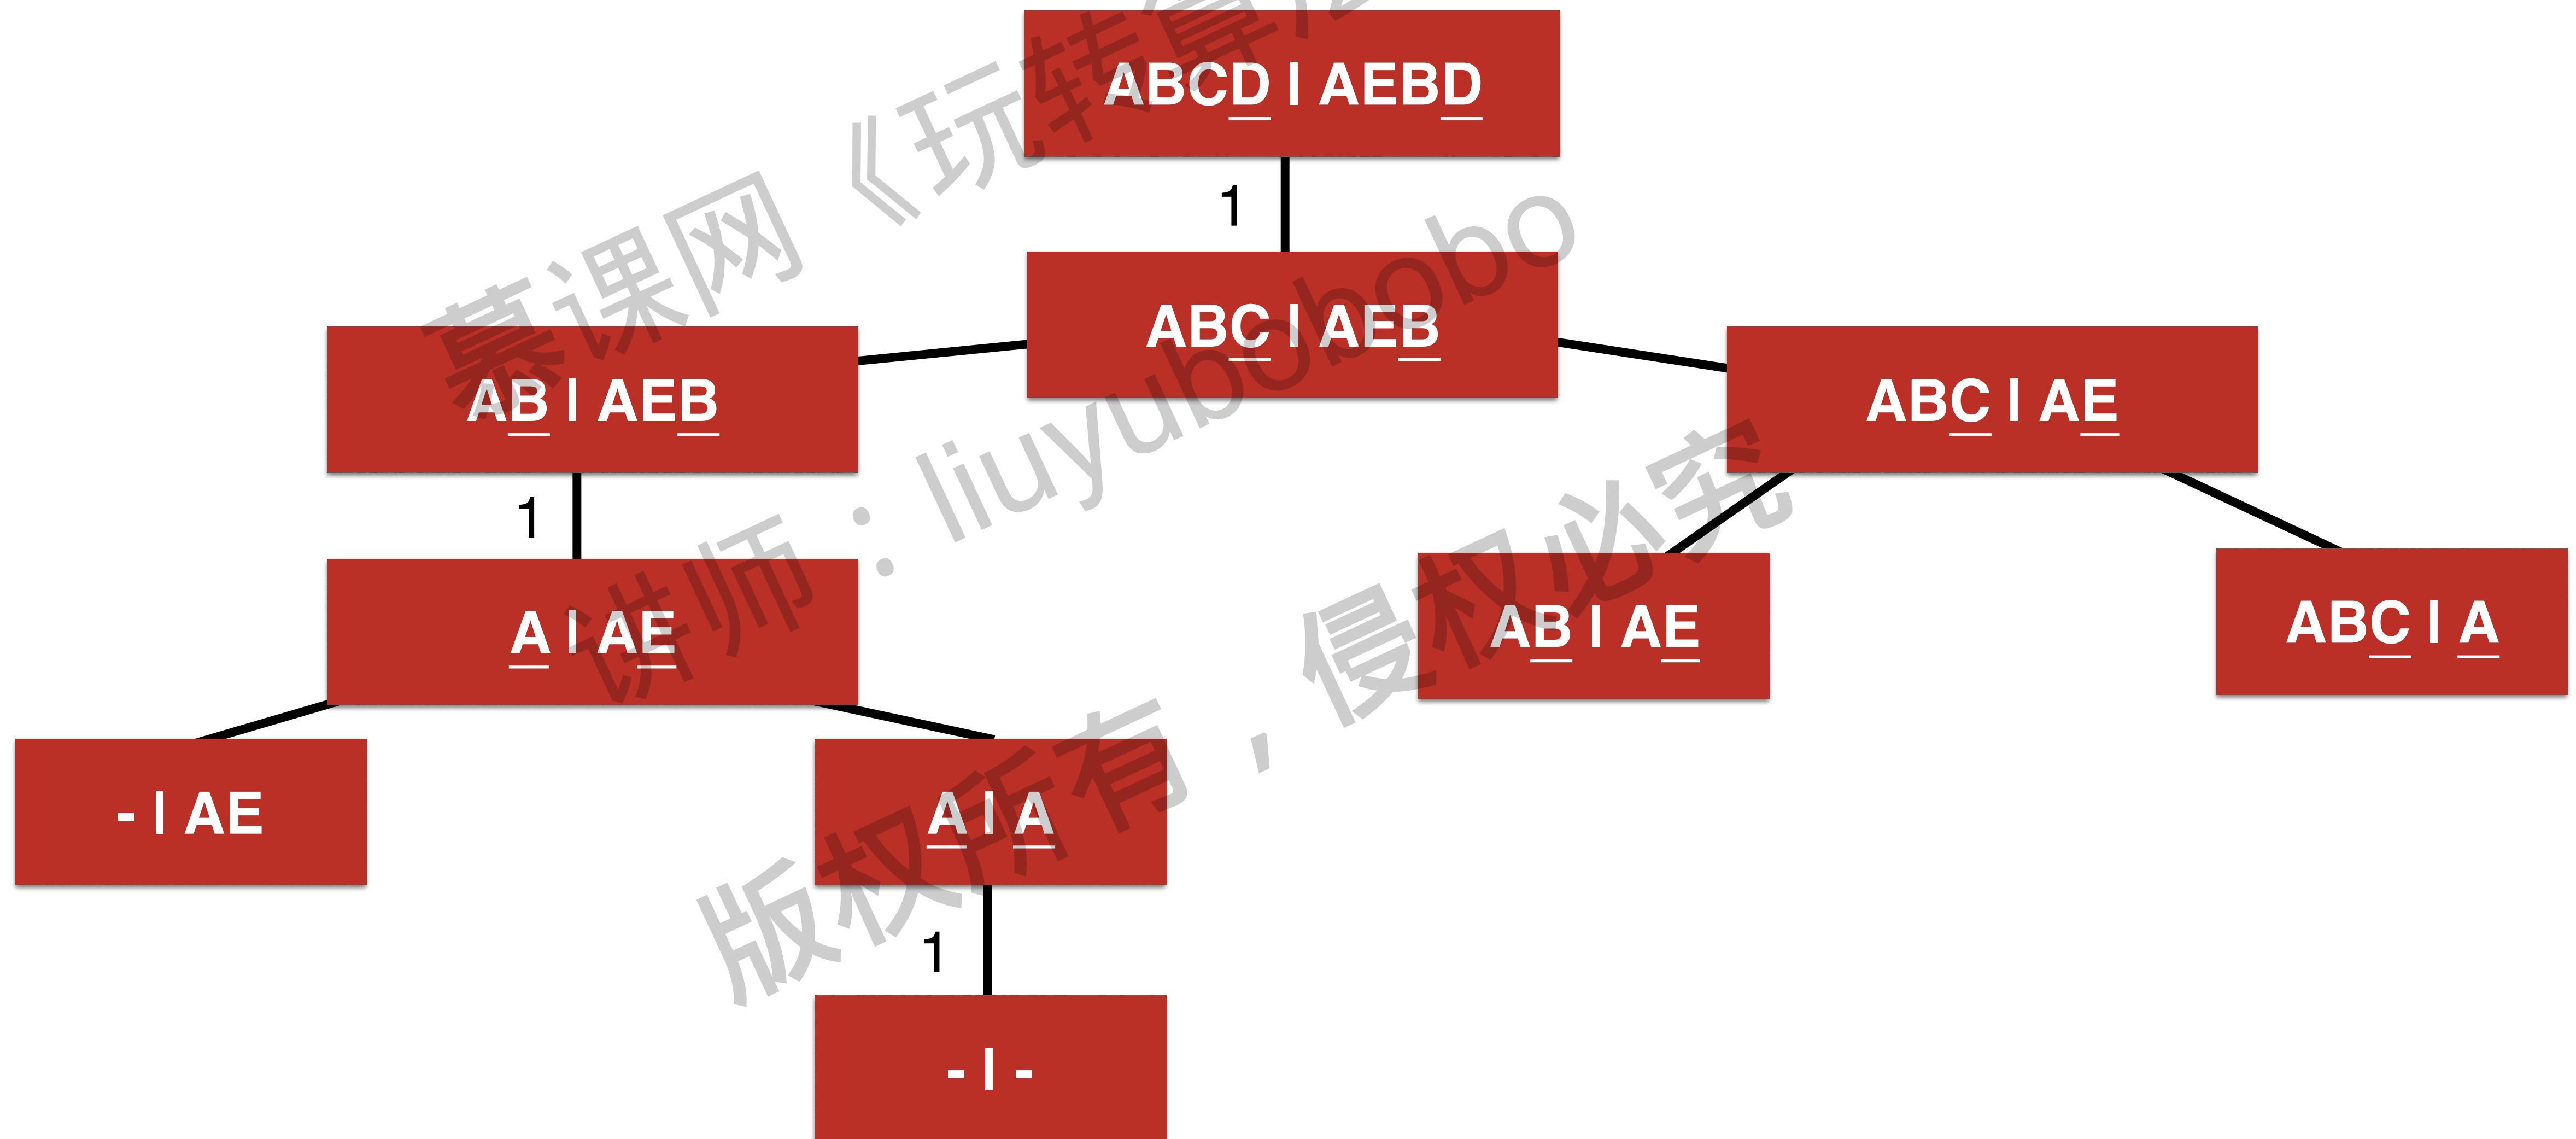 ABCD | AEBD
1
ABC | AEB
AB | AEB
ABC | AE
1
A | AE
AB | AE
ABC | A
- | AE
A | A
1
- | -
慕课网《玩转算法
讲师：liuyubobobo
版权所有，侵权必究